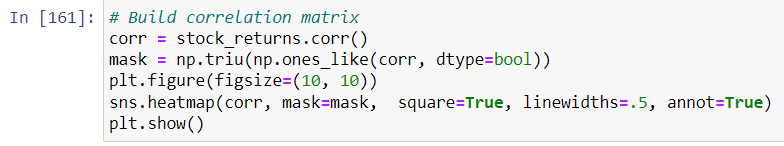 In [161]: # Build correlation matrix
corr = stock_returns.corr()
mask = np.triu(np.ones_like(corr, dtype=bool))
plt.figure(figsize=(10, 10))
sns.heatmap(corr, mask=mask,  square=True, linewidths=.5, annot=True)
plt.show()